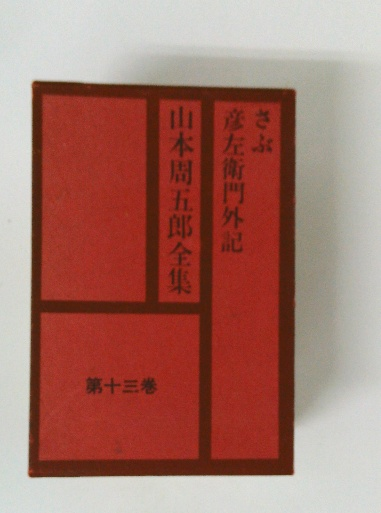 さぶ
彦左衛門外記
山本周五郎全集
第十三巻